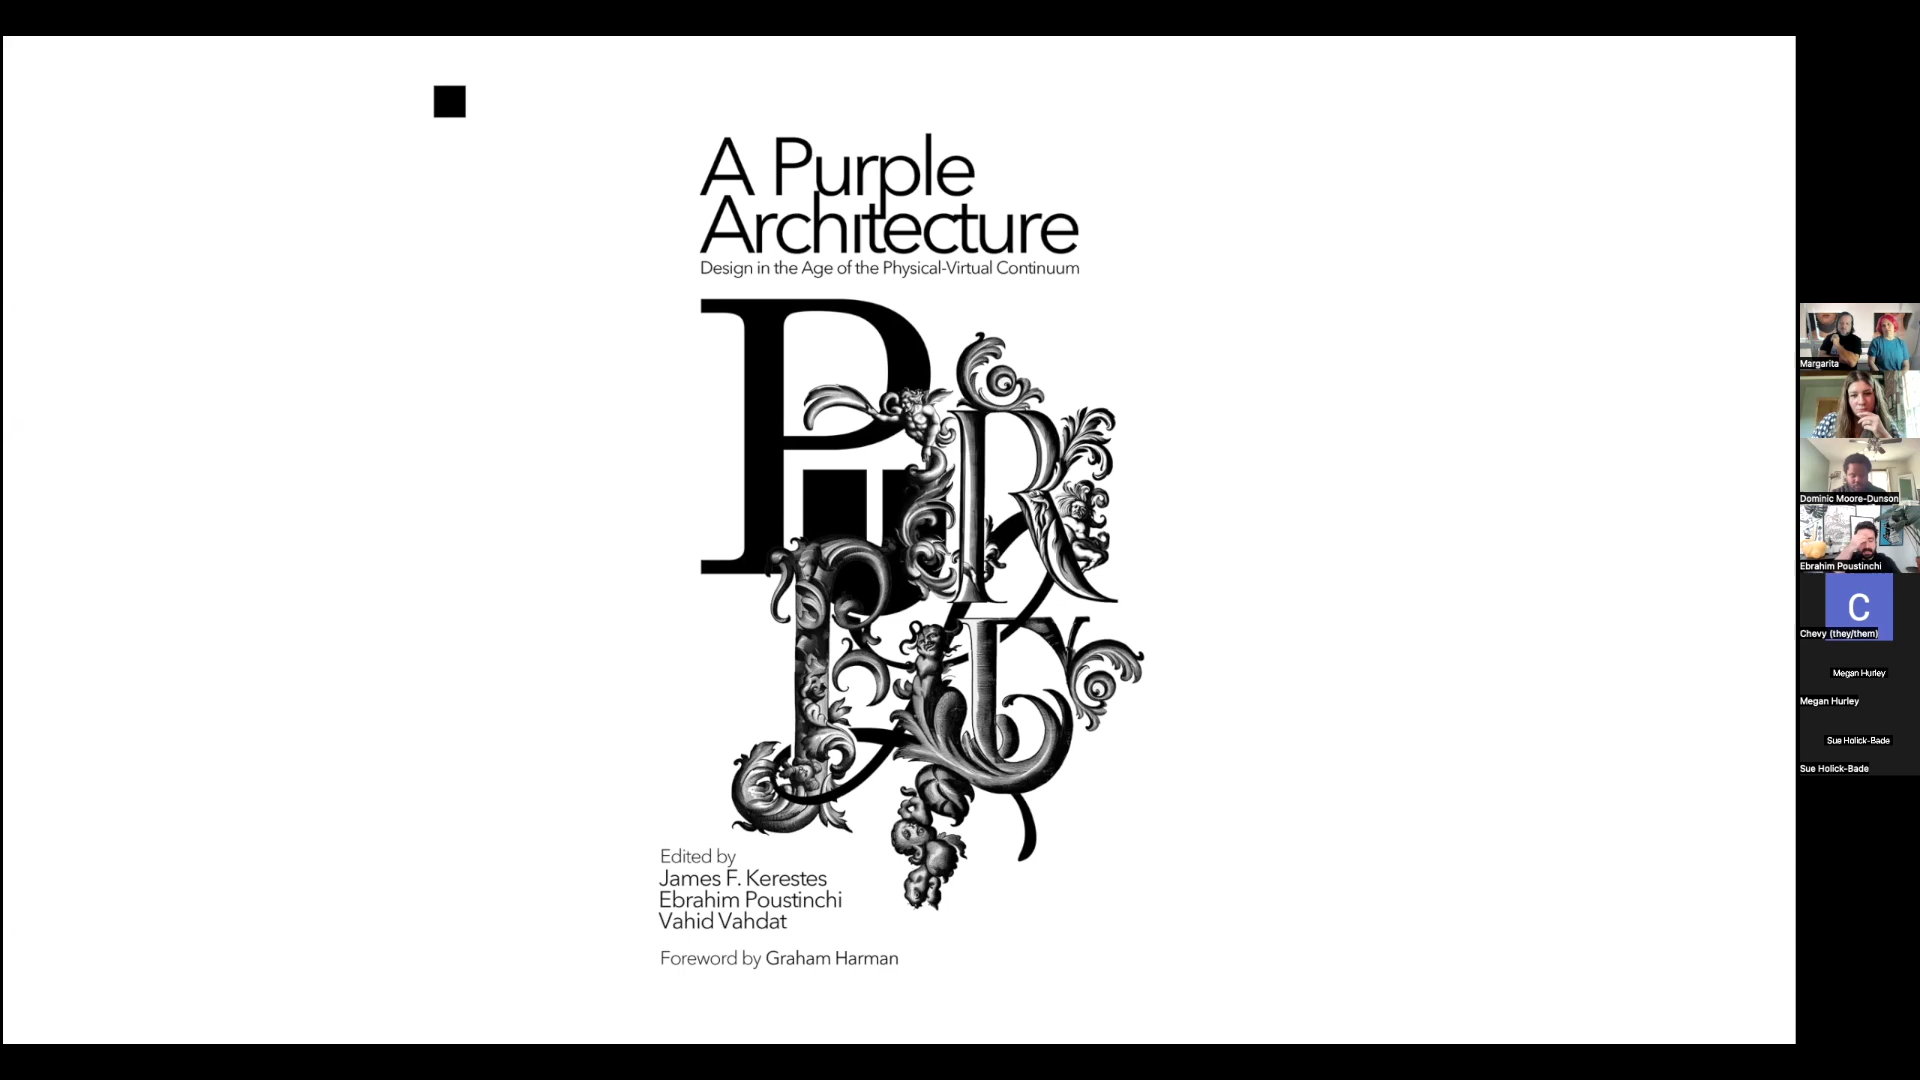 A Purple
Architecture
Design in the Age of the Physical-Virtual Continuum
PURPLE
Edited by
James F. Kerestes
Ebrahim Poustinchi
Vahid Vahdat
Foreword by Graham Harman
Margarita
Dominic Moore-Dunson
Ebrahim Poustinchi
C
Chevy (they/them)
Megan Hurley
Megan Hurley
Sue Holick-Bade
Sue Holick-Bade